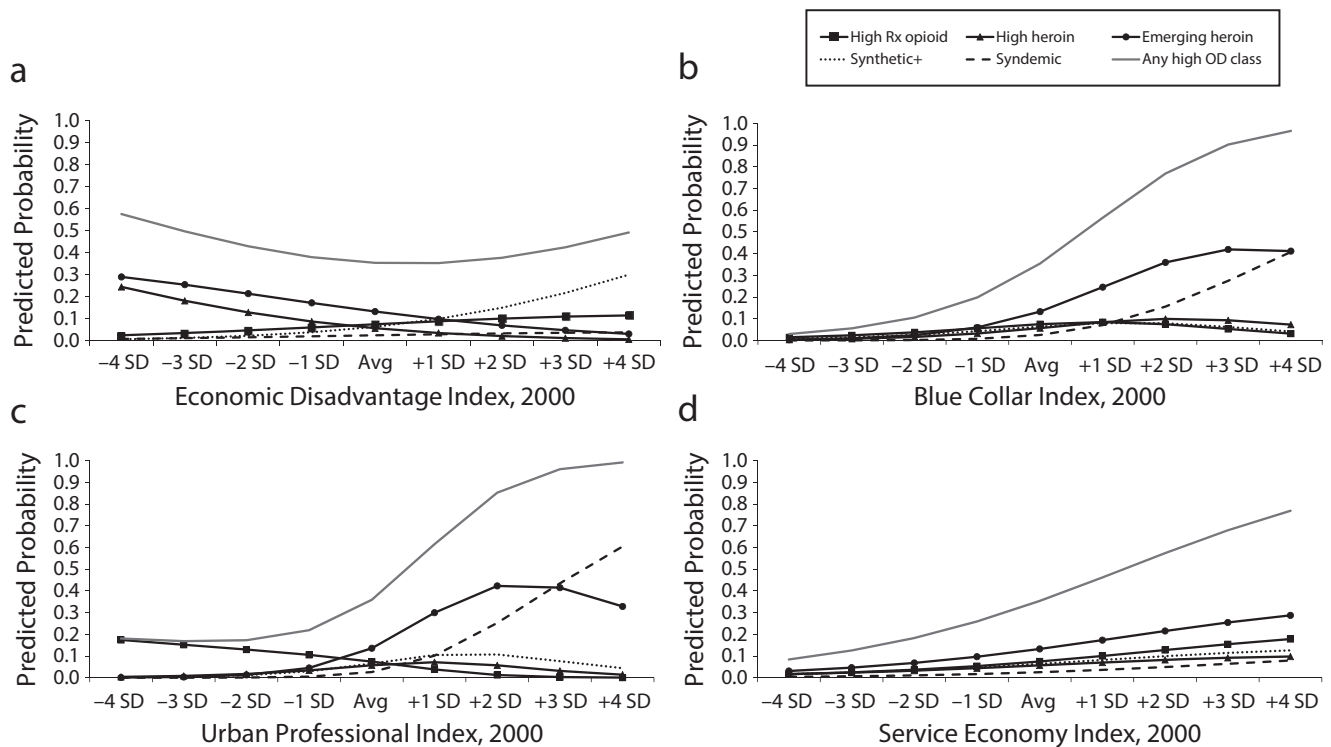 High Rx opioid High heroin Emerging heroin
Synthetic+ Syndemic Any high OD class
a
Predicted Probability
1.0
0.9
0.8
0.7
0.6
0.5
0.4
0.3
0.2
0.1
0.0
−4 SD −3 SD −2 SD −1 SD Avg +1 SD +2 SD +3 SD +4 SD
Economic Disadvantage Index, 2000
b
Predicted Probability
1.0
0.9
0.8
0.7
0.6
0.5
0.4
0.3
0.2
0.1
0.0
−4 SD −3 SD −2 SD −1 SD Avg +1 SD +2 SD +3 SD +4 SD
Blue Collar Index, 2000
c
Predicted Probability
1.0
0.9
0.8
0.7
0.6
0.5
0.4
0.3
0.2
0.1
0.0
−4 SD −3 SD −2 SD −1 SD Avg +1 SD +2 SD +3 SD +4 SD
Urban Professional Index, 2000
d
Predicted Probability
1.0
0.9
0.8
0.7
0.6
0.5
0.4
0.3
0.2
0.1
0.0
−4 SD −3 SD −2 SD −1 SD Avg +1 SD +2 SD +3 SD +4 SD
Service Economy Index, 2000